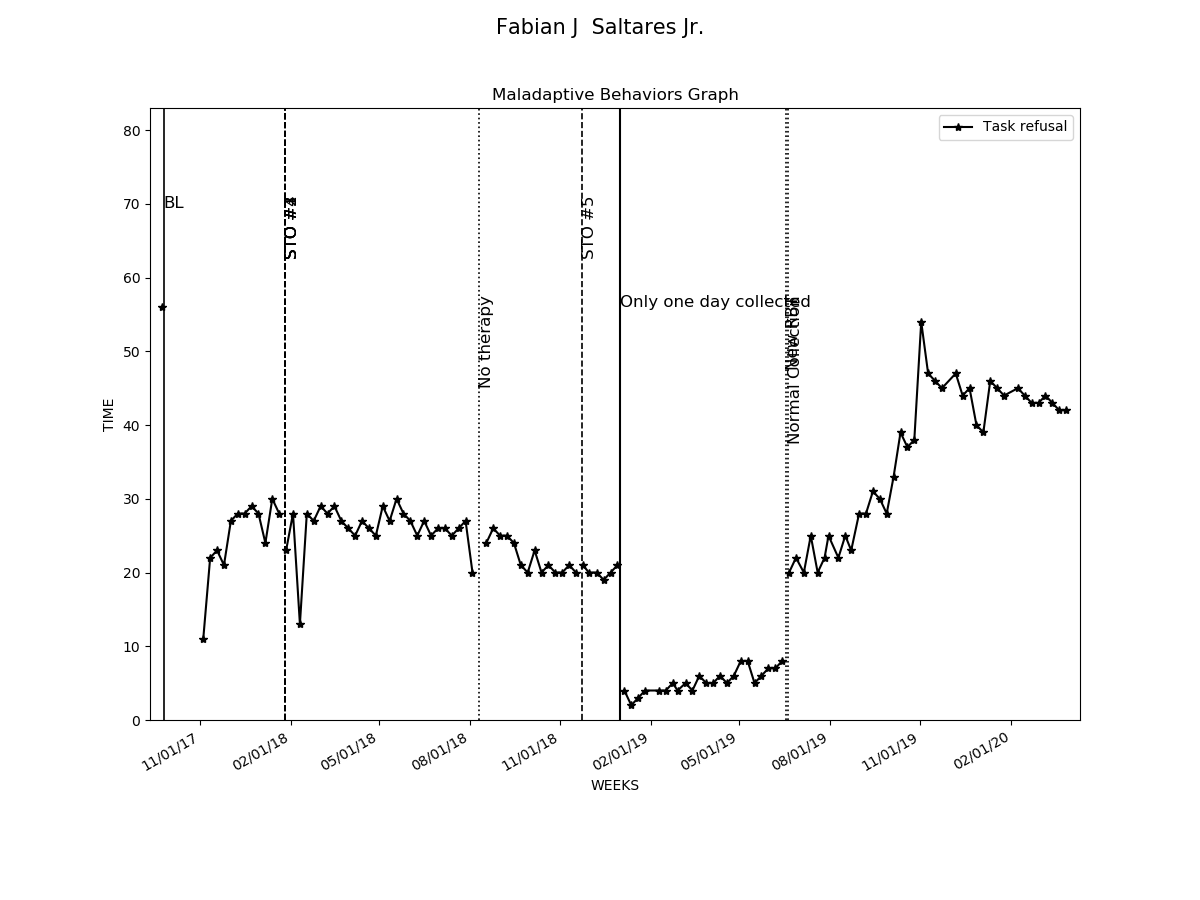 Fabian J  Saltares Jr.
Maladaptive Behaviors Graph
Task refusal
80
70
60
50
40
30
20
10
0
TIME
BL
STO
No therapy
STO #5
Only one day collected
Normal Collection
11/01/17
02/01/18
05/01/18
08/01/18
11/01/18
02/01/19
05/01/19
08/01/19
11/01/19
02/01/20
WEEKS